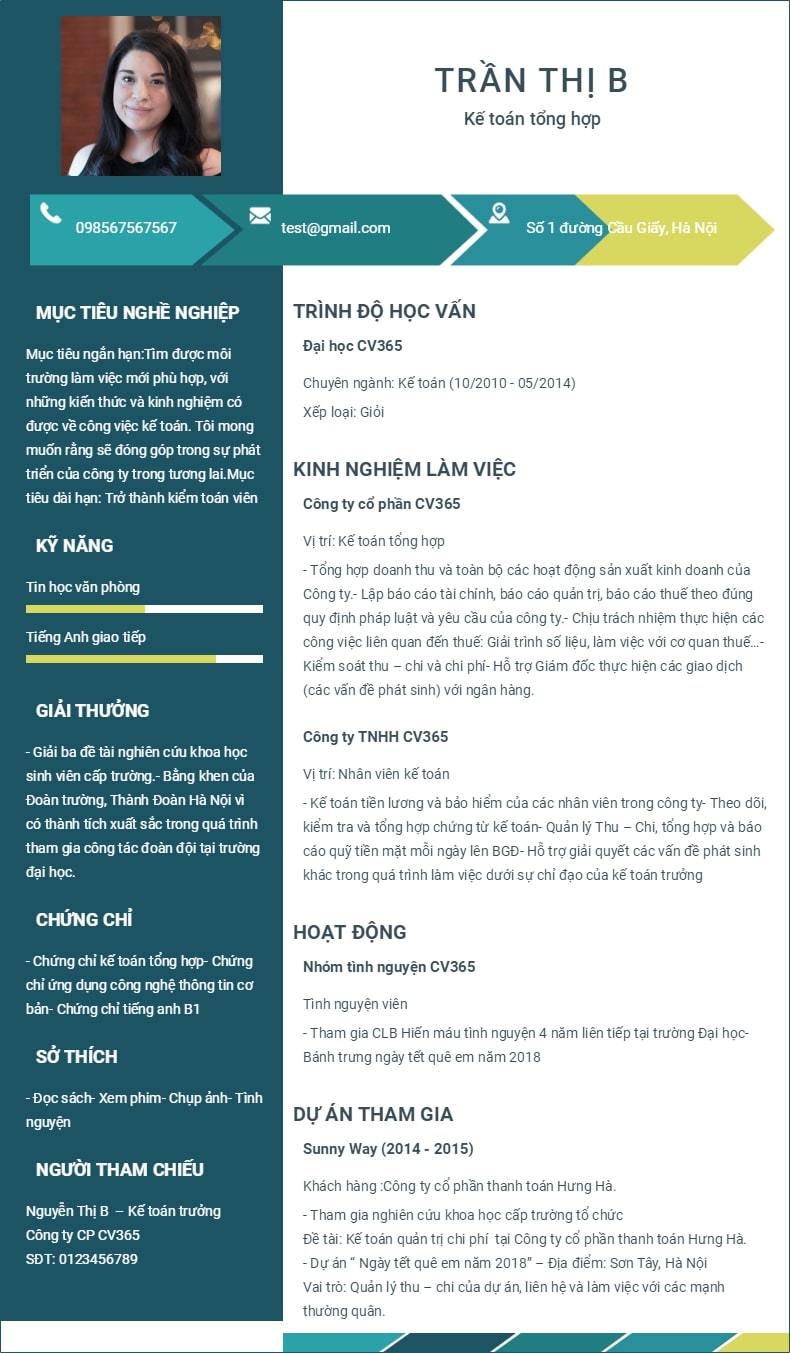 TRẦN THỊ B
Kế toán tổng hợp
098567567567
test@gmail.com
Số 1 đường Cầu Giấy, Hà Nội
MỤC TIÊU NGHỀ NGHIỆP
Mục tiêu ngắn hạn:Tìm được môi
trường làm việc mới phù hợp, với
những kiến thức và kinh nghiệm có
được về công việc kế toán. Tôi mong
muốn rằng sẽ đóng góp trong sự phát
triển của công ty trong tương lai.Mục
tiêu dài hạn: Trở thành kiểm toán viên
KỸ NĂNG
Tin học văn phòng
Tiếng Anh giao tiếp
GIẢI THƯỞNG
- Giải ba đề tài nghiên cứu khoa học
sinh viên cấp trường.- Bằng khen của
Đoàn trường, Thành Đoàn Hà Nội vì
có thành tích xuất sắc trong quá trình
tham gia công tác đoàn đội tại trường
đại học.
CHỨNG CHỈ
- Chứng chỉ kế toán tổng hợp- Chứng
chỉ ứng dụng công nghệ thông tin cơ
bản- Chứng chỉ tiếng anh B1
SỞ THÍCH
- Đọc sách- Xem phim- Chụp ảnh- Tình
nguyện
NGƯỜI THAM CHIẾU
Nguyễn Thị B – Kế toán trưởng
Công ty CP CV365
SĐT: 0123456789
TRÌNH ĐỘ HỌC VẤN
Đại học CV365
Chuyên ngành: Kế toán (10/2010 - 05/2014)
Xếp loại: Giỏi
KINH NGHIỆM LÀM VIỆC
Công ty cổ phần CV365
Vị trí: Kế toán tổng hợp
- Tổng hợp doanh thu và toàn bộ các hoạt động sản xuất kinh doanh của
Công ty.- Lập báo cáo tài chính, báo cáo quản trị, báo cáo thuế theo đúng
quy định pháp luật và yêu cầu của công ty.- Chịu trách nhiệm thực hiện các
công việc liên quan đến thuế: Giải trình số liệu, làm việc với cơ quan thuế…-
Kiểm soát thu – chi và chi phí- Hỗ trợ Giám đốc thực hiện các giao dịch
(các vấn đề phát sinh) với ngân hàng.
Công ty TNHH CV365
Vị trí: Nhân viên kế toán
- Kế toán tiền lương và bảo hiểm của các nhân viên trong công ty- Theo dõi,
kiểm tra và tổng hợp chứng từ kế toán- Quản lý Thu – Chi, tổng hợp và báo
cáo quỹ tiền mặt mỗi ngày lên BGĐ- Hỗ trợ giải quyết các vấn đề phát sinh
khác trong quá trình làm việc dưới sự chỉ đạo của kế toán trưởng
HOẠT ĐỘNG
Nhóm tình nguyện CV365
Tình nguyện viên
- Tham gia CLB Hiến máu tình nguyện 4 năm liên tiếp tại trường Đại học-
Bánh trưng ngày tết quê em năm 2018
DỰ ÁN THAM GIA
Sunny Way (2014 - 2015)
Khách hàng :Công ty cổ phần thanh toán Hưng Hà.
- Tham gia nghiên cứu khoa học cấp trường tổ chức
Đề tài: Kế toán quản trị chi phí tại Công ty cổ phần thanh toán Hưng Hà.
- Dự án “ Ngày tết quê em năm 2018” – Địa điểm: Sơn Tây, Hà Nội
Vai trò: Quản lý thu – chi của dự án, liên hệ và làm việc với các mạnh
thường quân.